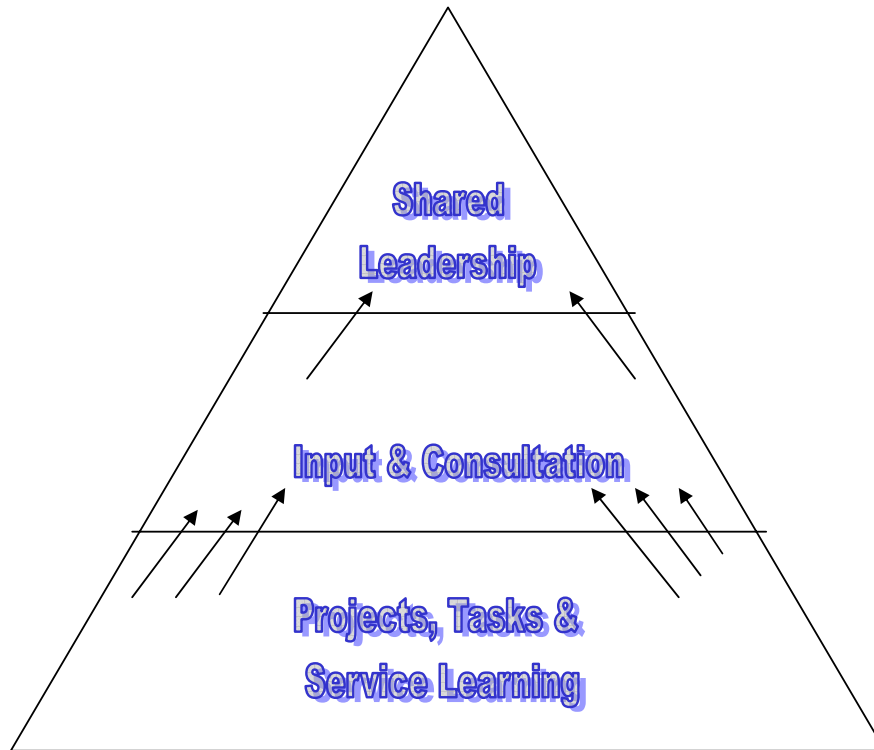 Shared
Leadership
Input & Consultation
Projects, Tasks &
Service Learning